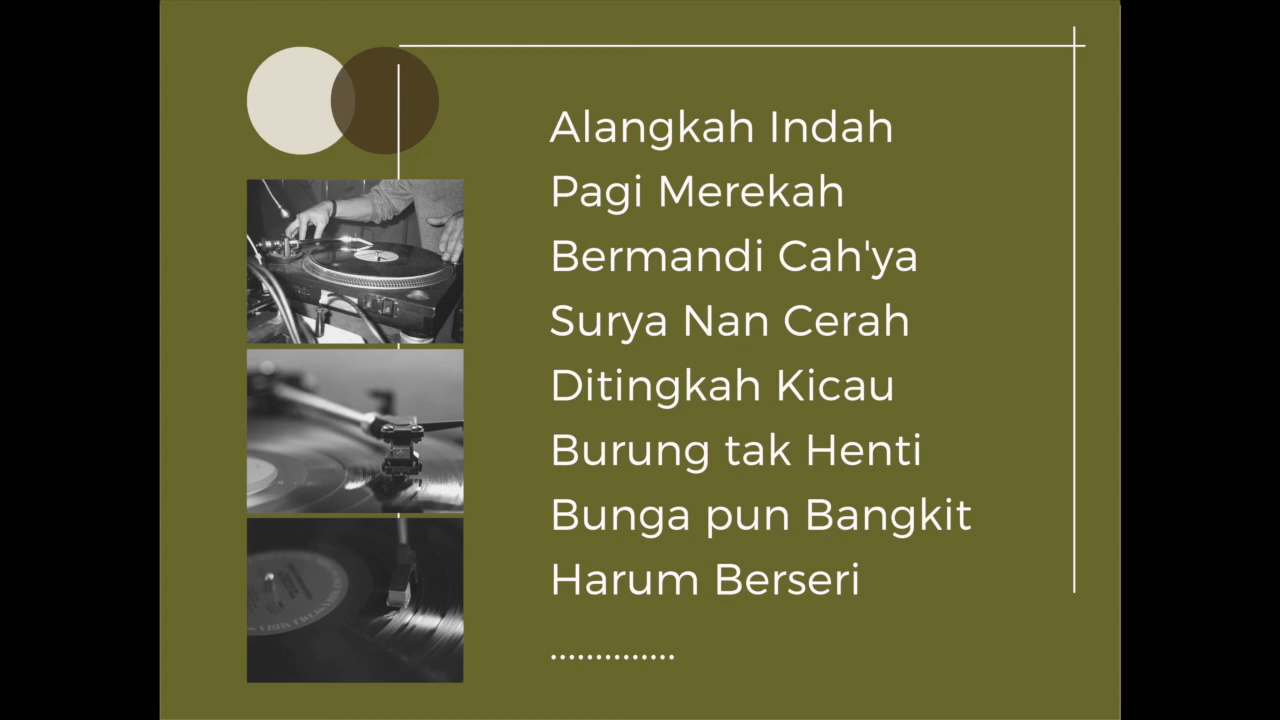 Alangkah Indah
Pagi Merekah
Bermandi Cah'ya
Surya Nan Cerah
Ditingkah Kicau
Burung tak Henti
Bunga pun Bangkit
Harum Berseri
..............